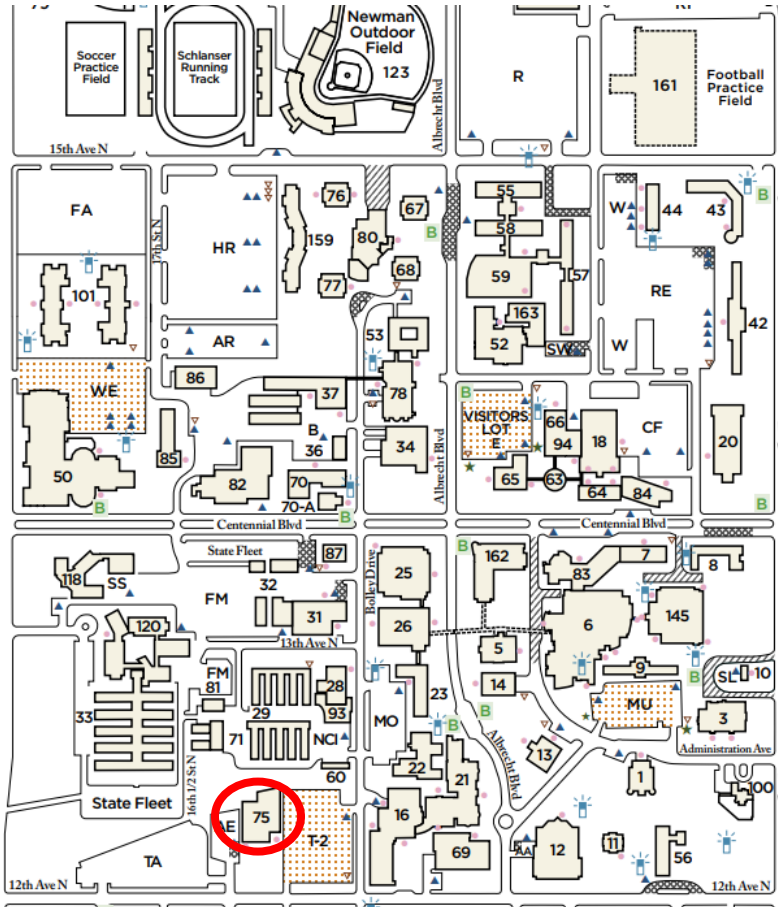 Newman
Outdoor
Field
123
Soccer
Practice
Field
Schlanser
Running
Track
R
161
Football
Practice
Field
Albrecht Blvd
15th Ave N
FA
17th St N
HR
76
67
B
159
80
77
68
55
58
59
57
163
52
SW
W
44
43
B
RE
42
W
101
AR
53
86
37
78
WE
B
36
34
50
85
82
70
70-A
B
B
Albrecht Blvd
B
VISITORS
LOT
E
66
94
18
CF
20
65
63
64
84
B
Centennial Blvd
Centennial Blvd
State Fleet
87
118
SS
32
FM
31
120
13th Ave N
Bolley Drive
25
26
B
162
83
7
8
6
145
5
9
B
SL
10
14
B
MU
3
Administration Ave
33
FM
81
28
29
93
71
NCI
60
23
MO
B
22
21
Albrecht Blvd
13
1
100
State Fleet
16 1/2 St N
75
AE
T-2
16
69
AA
12
11
56
TA
12th Ave N
12th Ave N